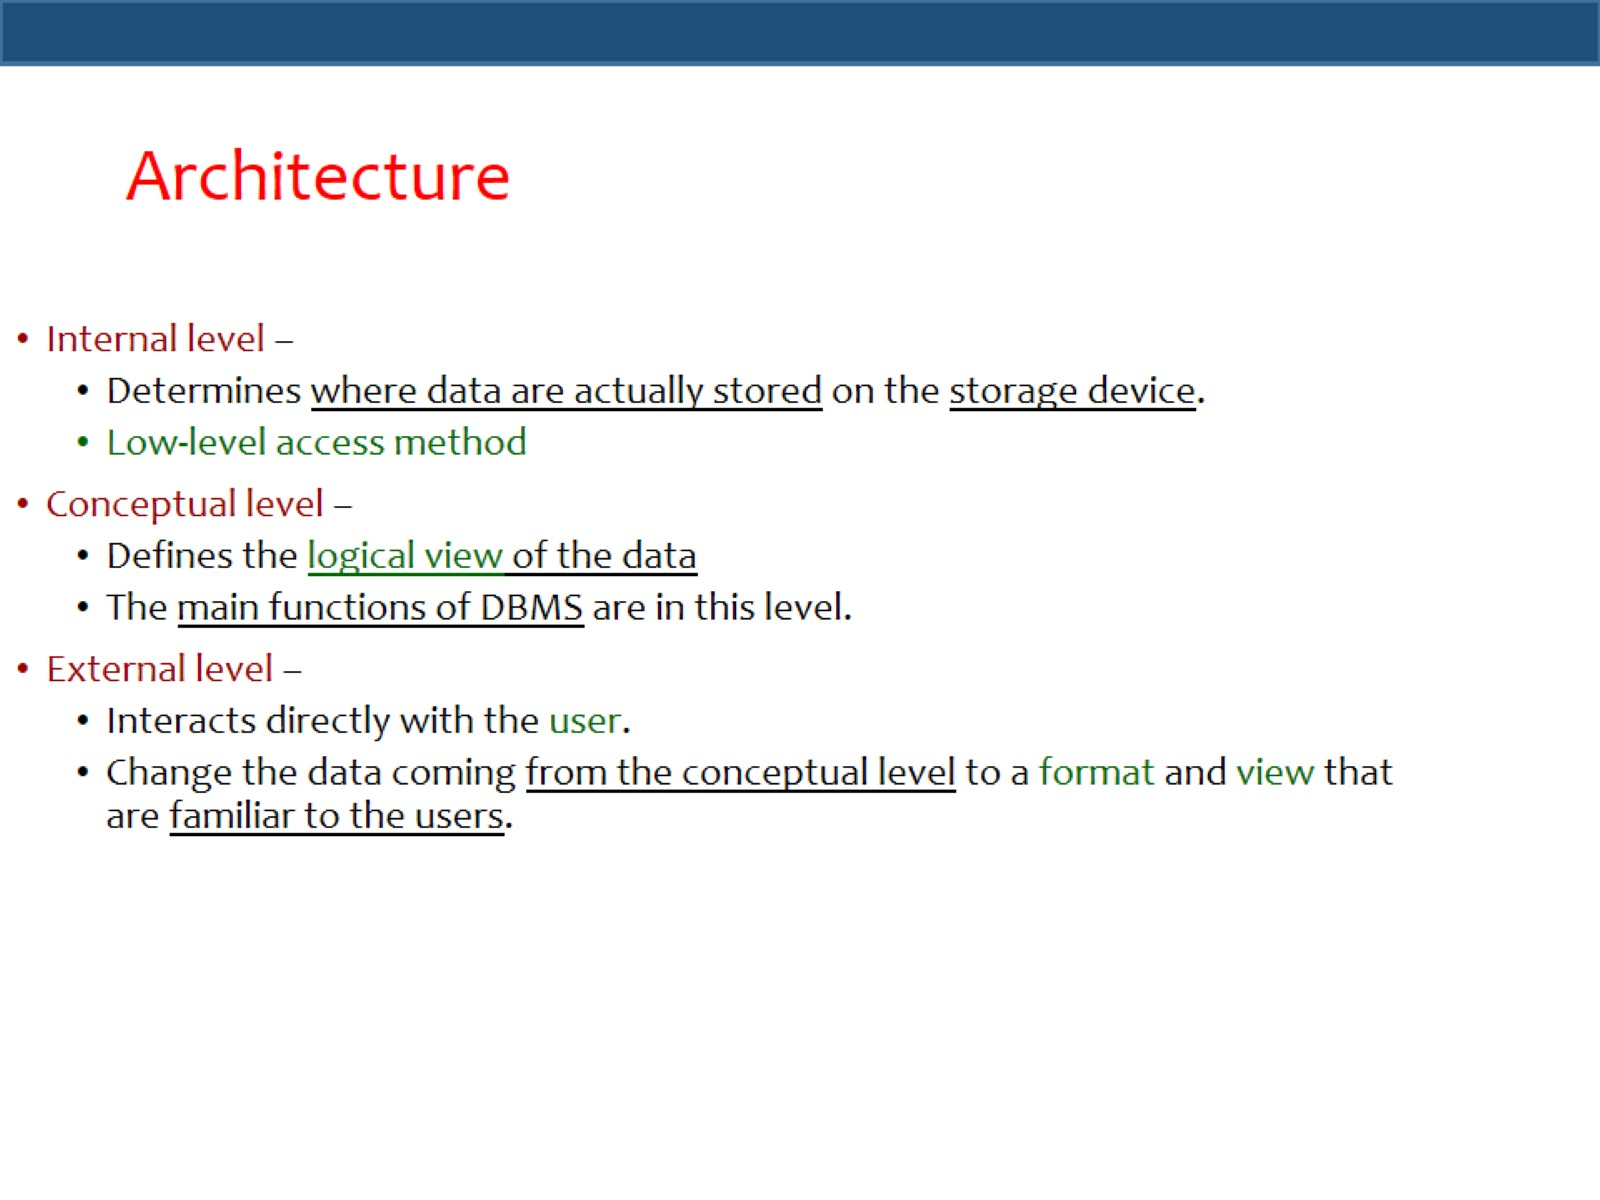 Architecture
• Internal level –
• Determines where data are actually stored on the storage device.
• Low-level access method
• Conceptual level –
• Defines the logical view of the data
• The main functions of DBMS are in this level.
• External level –
• Interacts directly with the user.
• Change the data coming from the conceptual level to a format and view that
are familiar to the users.